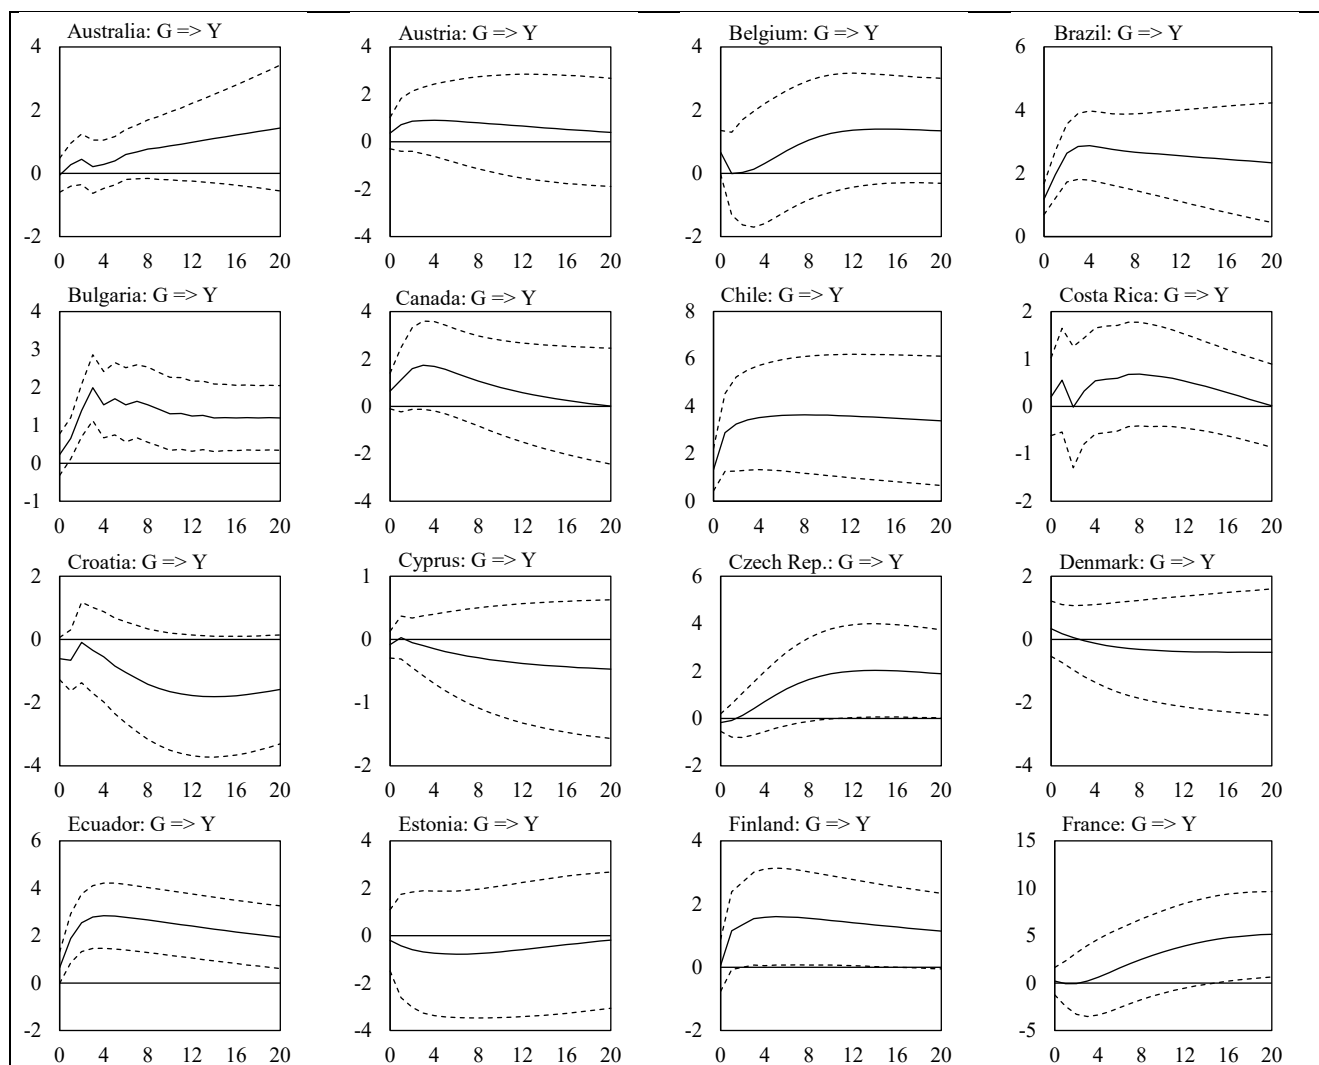 Australia: G => Y
4
2
0
-2
0 4 8 12 16 20
Austria: G => Y
4
2
0
-2
-4
0 4 8 12 16 20
Belgium: G => Y
4
2
0
-2
0 4 8 12 16 20
Brazil: G => Y
6
4
2
0
0 4 8 12 16 20
Bulgaria: G => Y
4
3
2
1
0
-1
0 4 8 12 16 20
Canada: G => Y
4
2
0
-2
-4
0 4 8 12 16 20
Chile: G => Y
8
6
4
2
0
0 4 8 12 16 20
Costa Rica: G => Y
2
1
0
-1
-2
0 4 8 12 16 20
Croatia: G => Y
2
0
-2
-4
0 4 8 12 16 20
Cyprus: G => Y
1
0
-1
-2
0 4 8 12 16 20
Czech Rep.: G => Y
6
4
2
0
-2
0 4 8 12 16 20
Denmark: G => Y
2
0
-2
-4
0 4 8 12 16 20
Ecuador: G => Y
6
4
2
0
-2
0 4 8 12 16 20
Estonia: G => Y
4
2
0
-2
-4
0 4 8 12 16 20
Finland: G => Y
4
2
0
-2
0 4 8 12 16 20
France: G => Y
15
10
5
0
-5
0 4 8 12 16 20